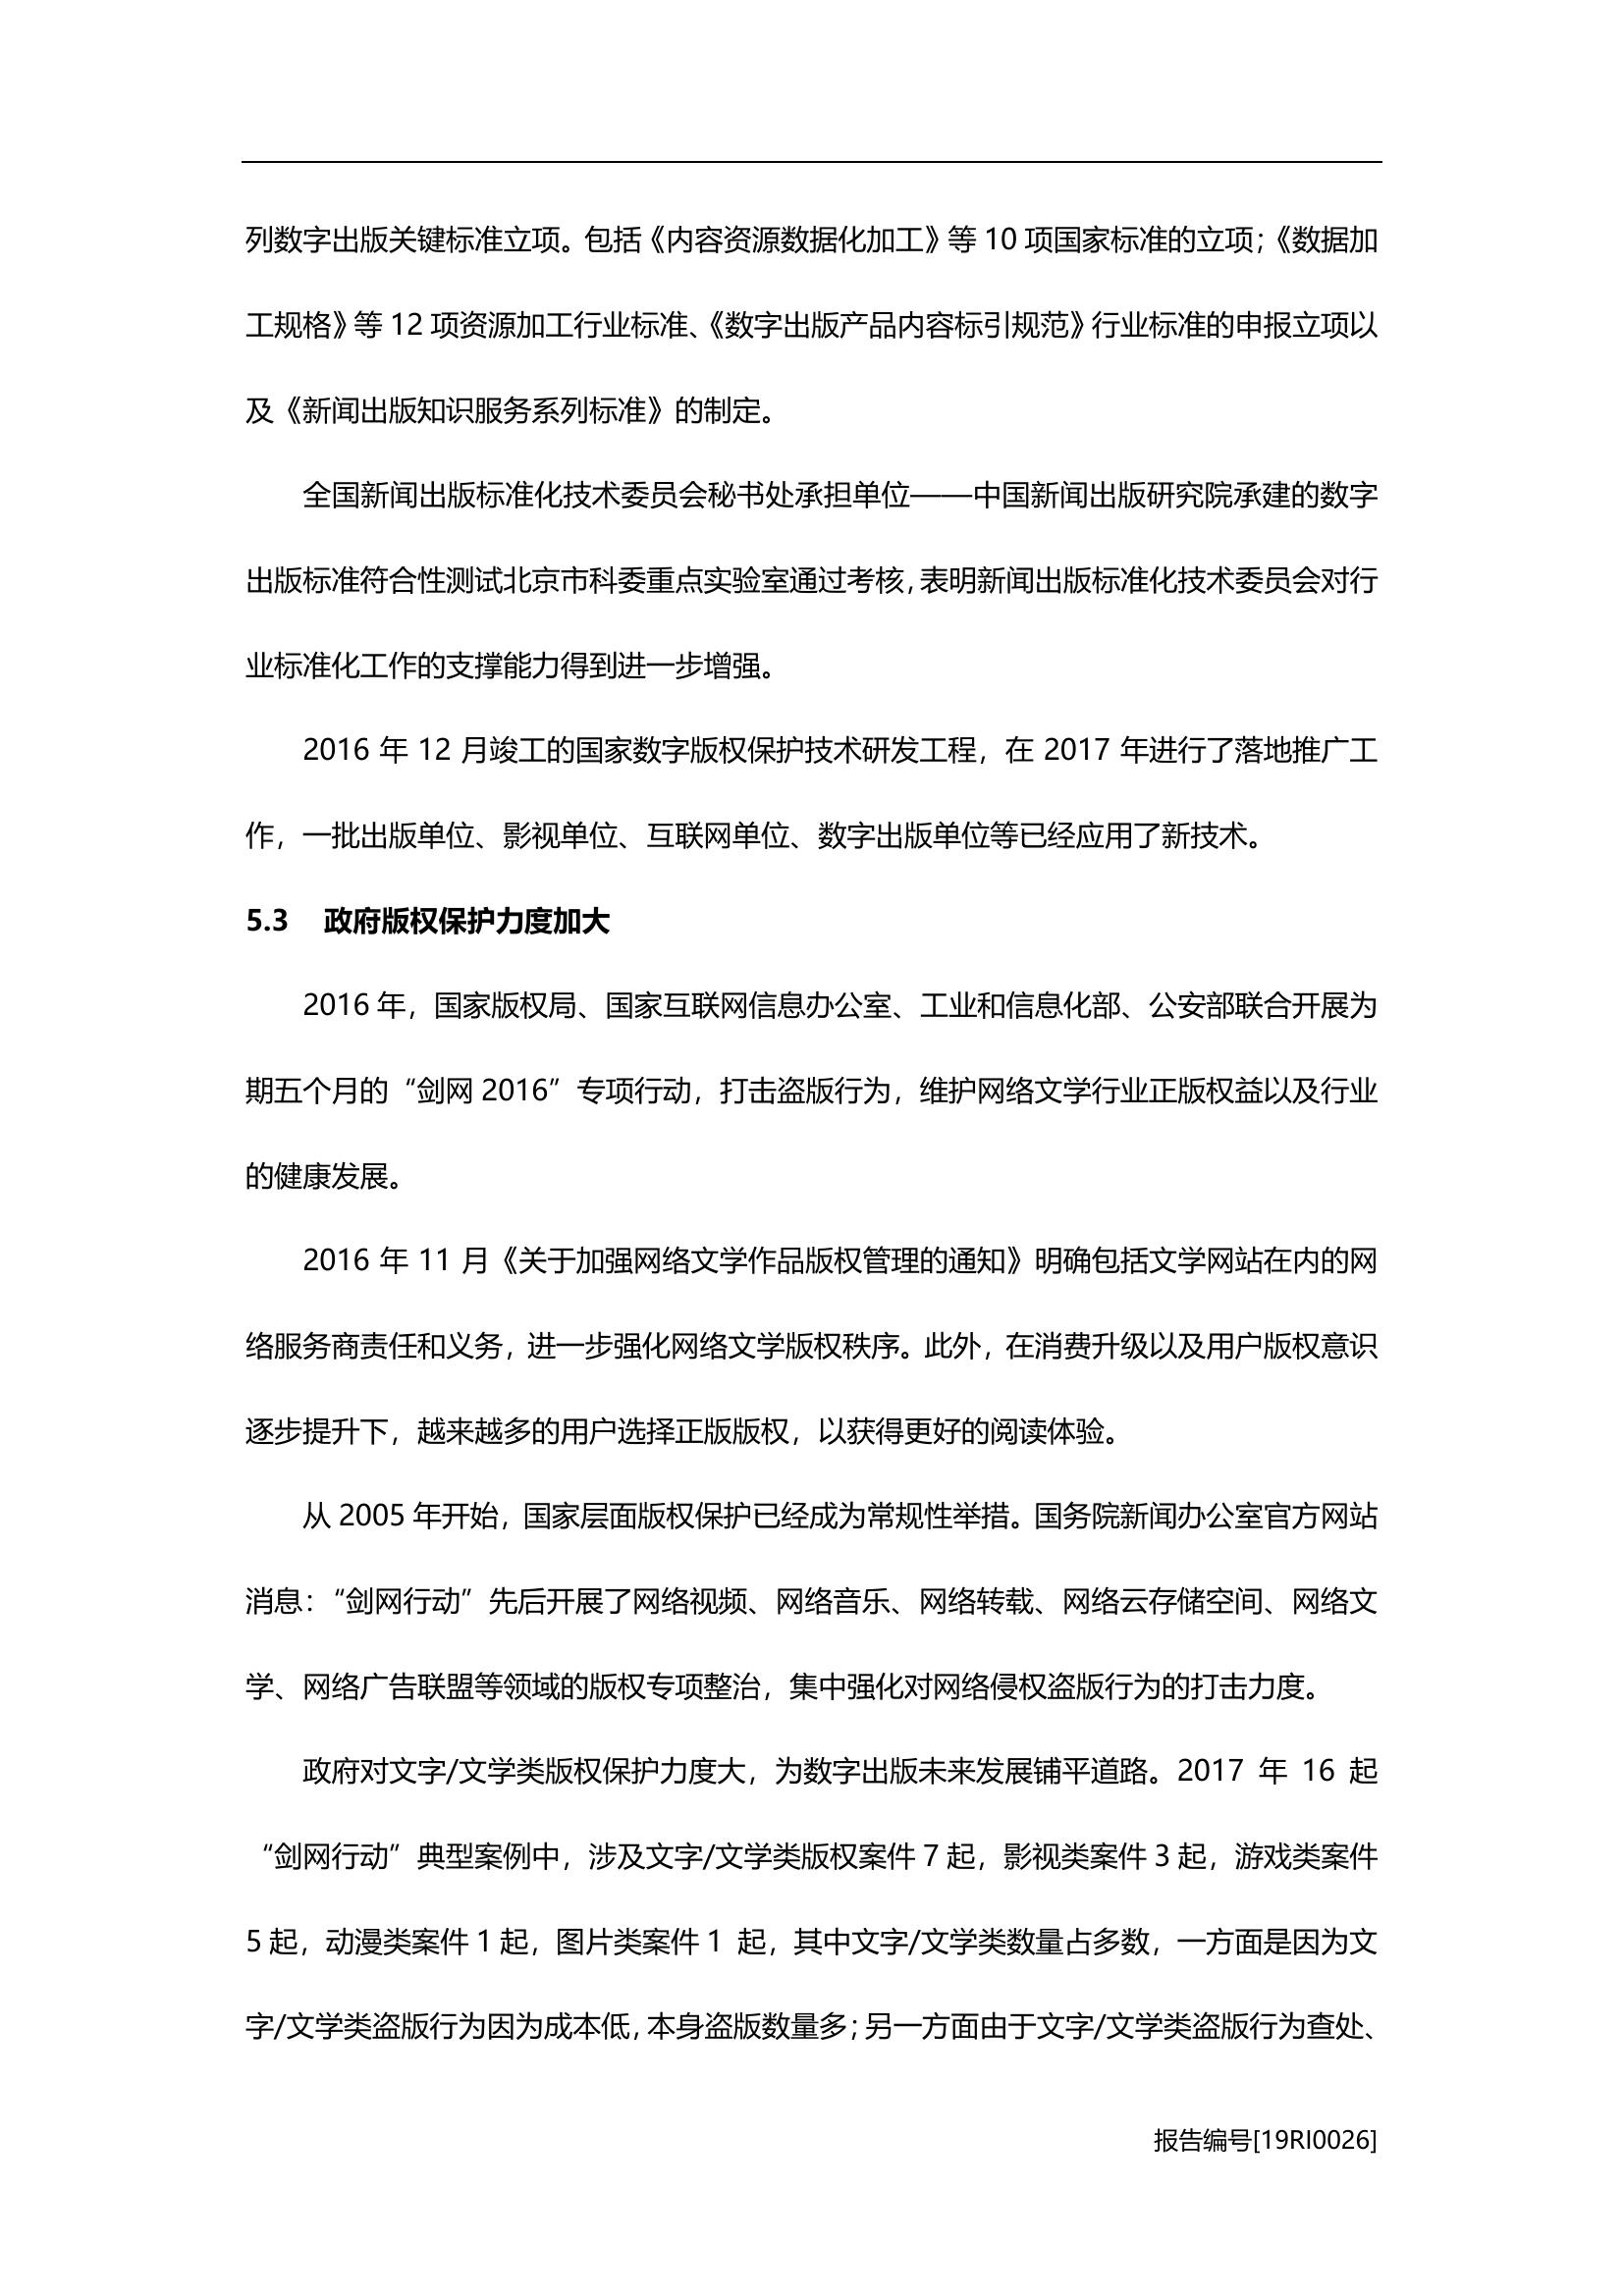 列数字出版关键标准立项。包括《内容资源数据化加工》等 10 项国家标准的立项；《数据加
工规格》等 12 项资源加工行业标准、《数字出版产品内容标引规范》行业标准的申报立项以
及《新闻出版知识服务系列标准》的制定。
全国新闻出版标准化技术委员会秘书处承担单位——中国新闻出版研究院承建的数字
出版标准符合性测试北京市科委重点实验室通过考核，表明新闻出版标准化技术委员会对行
业标准化工作的支撑能力得到进一步增强。
2016 年 12 月竣工的国家数字版权保护技术研发工程，在 2017 年进行了落地推广工
作，一批出版单位、影视单位、互联网单位、数字出版单位等已经应用了新技术。
5.3 政府版权保护力度加大
2016 年，国家版权局、国家互联网信息办公室、工业和信息化部、公安部联合开展为
期五个月的“剑网 2016”专项行动，打击盗版行为，维护网络文学行业正版权益以及行业
的健康发展。
2016 年 11 月《关于加强网络文学作品版权管理的通知》明确包括文学网站在内的网
络服务商责任和义务，进一步强化网络文学版权秩序。此外，在消费升级以及用户版权意识
逐步提升下，越来越多的用户选择正版版权，以获得更好的阅读体验。
从 2005 年开始，国家层面版权保护已经成为常规性举措。国务院新闻办公室官方网站
消息：“剑网行动”先后开展了网络视频、网络音乐、网络转载、网络云存储空间、网络文
学、网络广告联盟等领域的版权专项整治，集中强化对网络侵权盗版行为的打击力度。
政府对文字/文学类版权保护力度大，为数字出版未来发展铺平道路。2017 年 16 起
“剑网行动”典型案例中，涉及文字/文学类版权案件 7 起，影视类案件 3 起，游戏类案件
5 起，动漫类案件 1 起，图片类案件 1 起，其中文字/文学类数量占多数，一方面是因为文
字/文学类盗版行为因为成本低，本身盗版数量多；另一方面由于文字/文学类盗版行为查处、
报告编号[19RI0026]